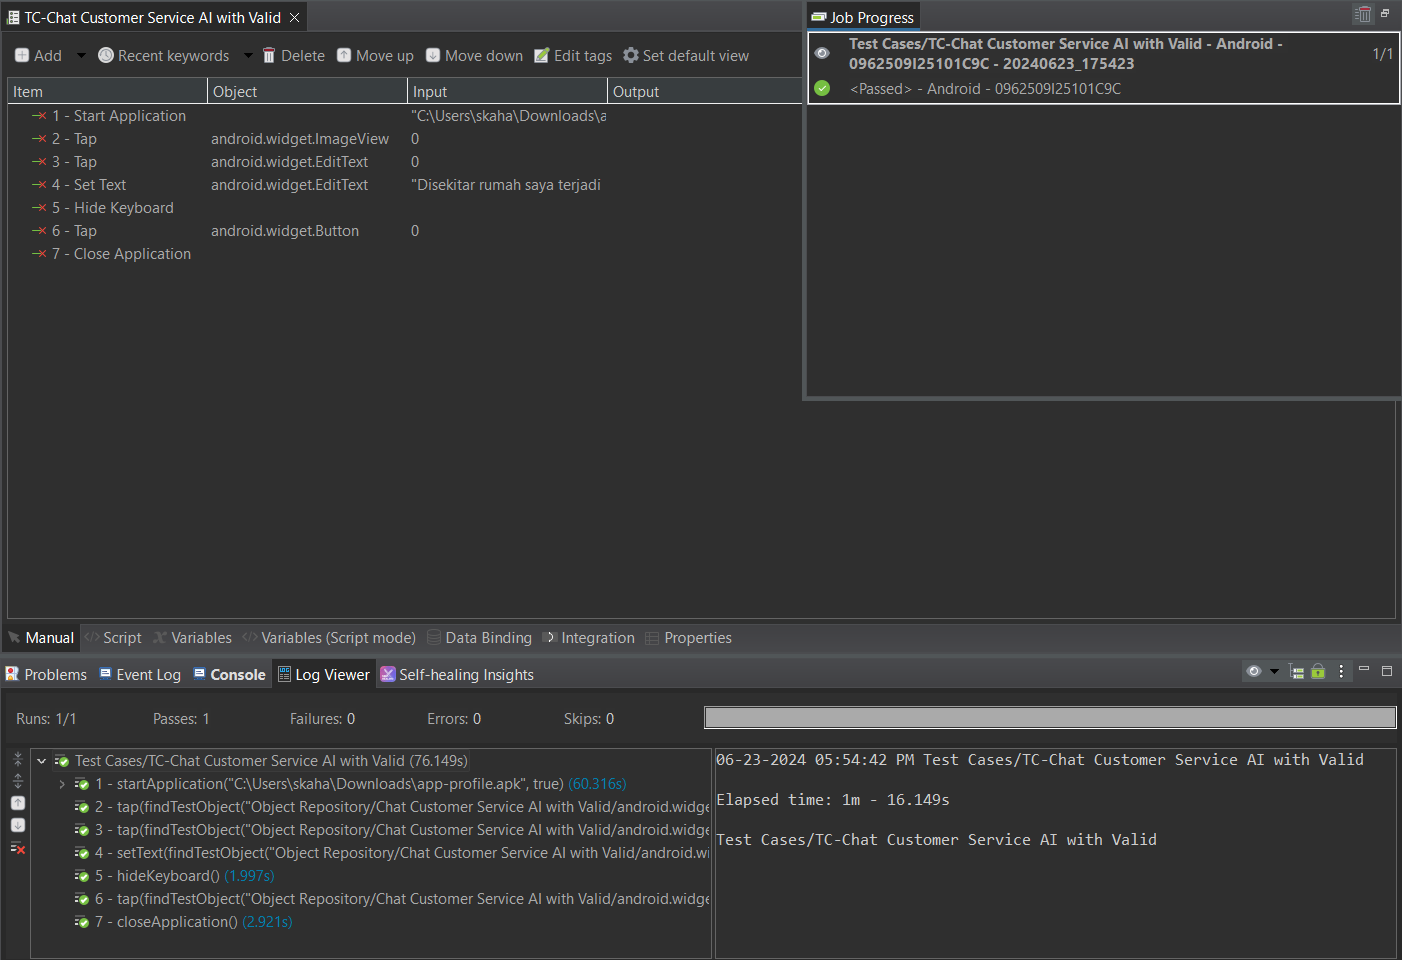 TC-Chat Customer Service AI with Valid
Add Recent keywords Delete Move up Move down Edit tags Set default view
Item Object Input Output
1 - Start Application "C:\Users\skaha\Downloads\a
2 - Tap android.widget.ImageView 0
3 - Tap android.widget.EditText 0
4 - Set Text android.widget.EditText "Disekitar rumah saya terjadi
5 - Hide Keyboard
6 - Tap android.widget.Button 0
7 - Close Application
Job Progress
Test Cases/TC-Chat Customer Service AI with Valid - Android - 1/1
0962509I25101C9C - 20240623_175423
<Passed> - Android - 0962509I25101C9C
Manual Script Variables Variables (Script mode) Data Binding Integration Properties
Problems Event Log Console Log Viewer Self-healing Insights
Runs: 1/1 Passes: 1 Failures: 0 Errors: 0 Skips: 0
Test Cases/TC-Chat Customer Service AI with Valid (76.149s)
1 - startApplication("C:\Users\skaha\Downloads\app-profile.apk", true) (60.316s)
2 - tap(findTestObject("Object Repository/Chat Customer Service AI with Valid/android.widge
3 - tap(findTestObject("Object Repository/Chat Customer Service AI with Valid/android.widge
4 - setText(findTestObject("Object Repository/Chat Customer Service AI with Valid/android.wi
5 - hideKeyboard() (1.997s)
6 - tap(findTestObject("Object Repository/Chat Customer Service AI with Valid/android.widge
7 - closeApplication() (2.921s)
06-23-2024 05:54:42 PM Test Cases/TC-Chat Customer Service AI with Valid
Elapsed time: 1m - 16.149s
Test Cases/TC-Chat Customer Service AI with Valid